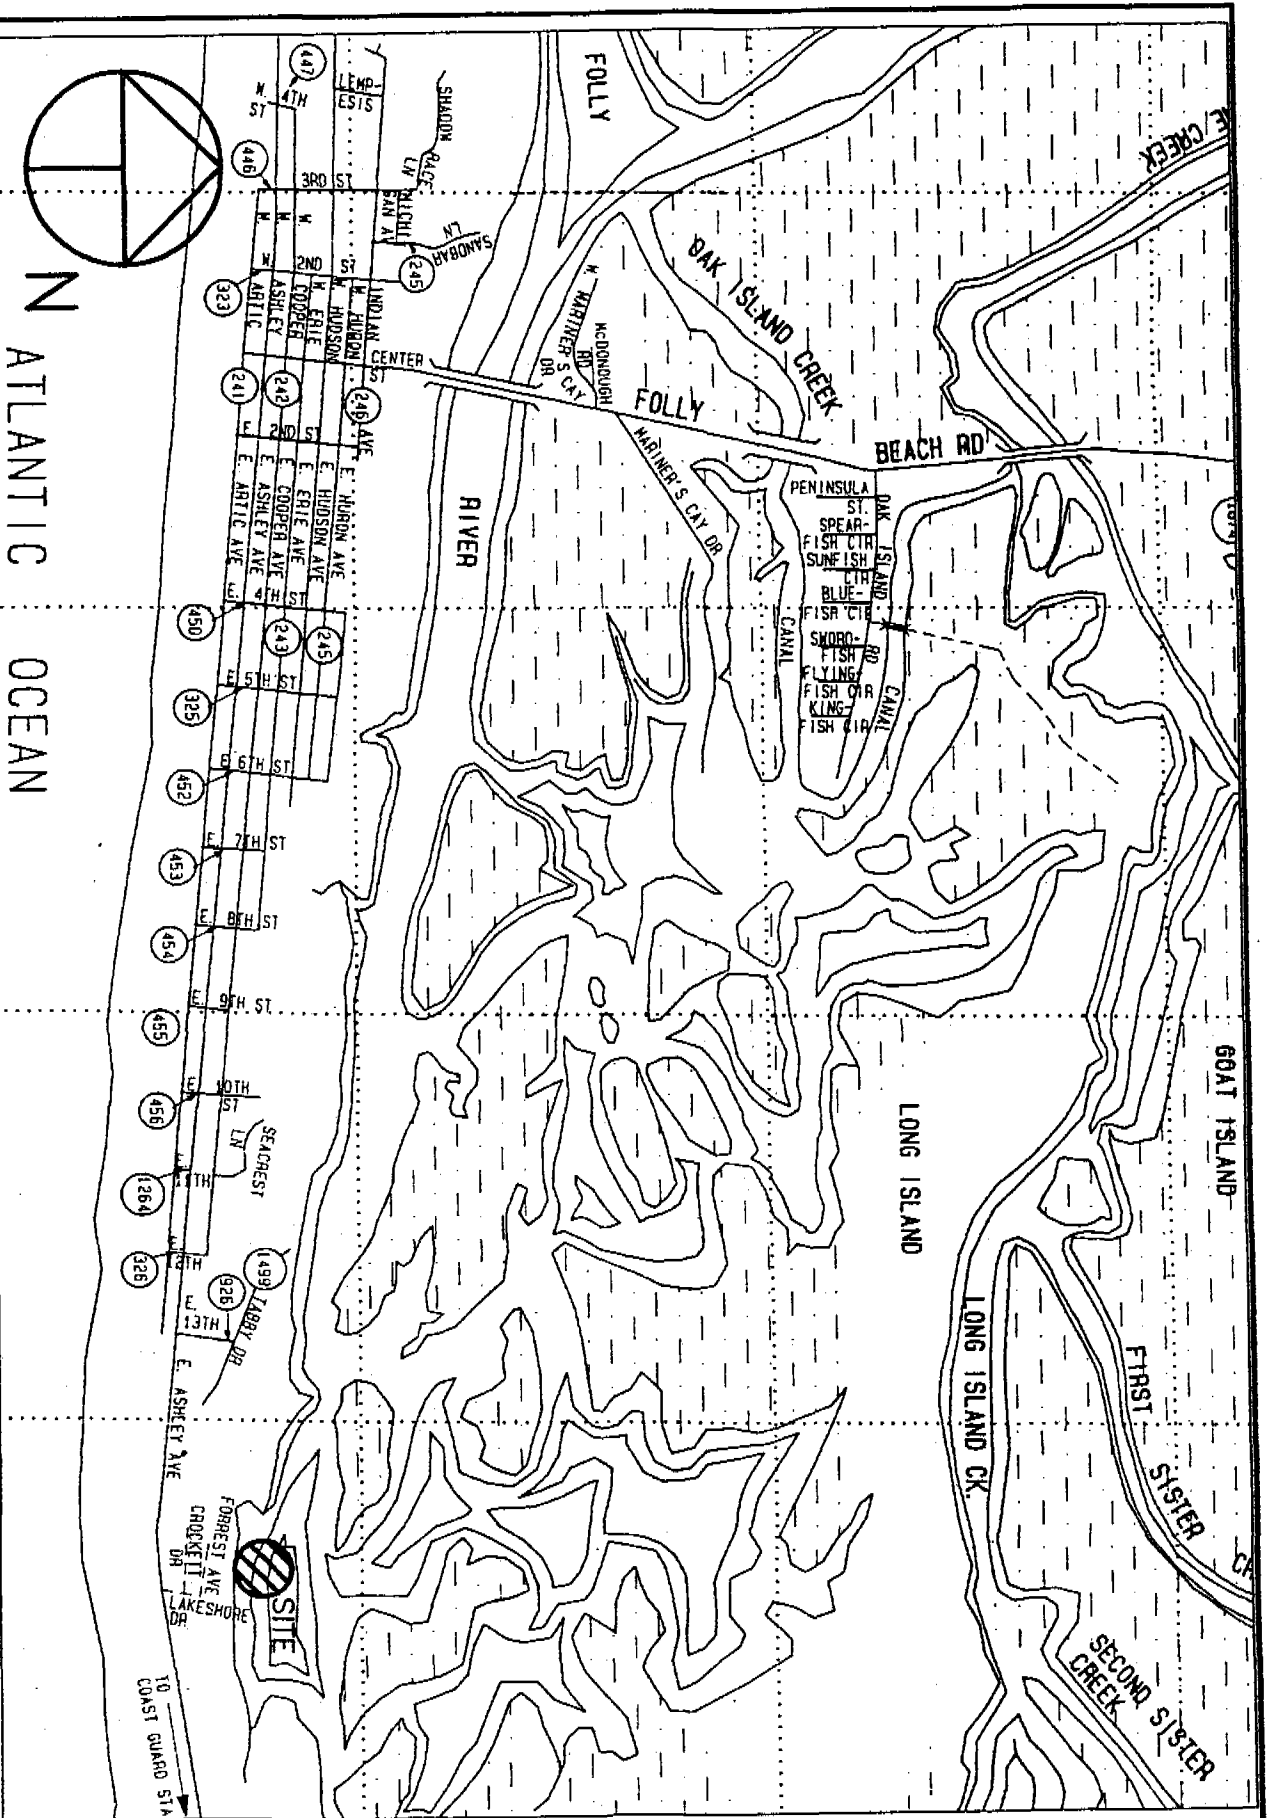 FOLLY
RIVER
E CREEK
OAK ISLAND CREEK
FOLLY
BEACH RD
W. MARINER'S CAY
DR
McDONOUGH
RD
MARINER'S CAY DR
PENINSULA
ST.
SPEAR-
FISH CIR
SUNFISH
CIR
BLUE-
FISH CIR
SWORD-
FISH
FLYING-
FISH CIR
KING-
FISH CIR
OAK ISLAND RD
CANAL
CANAL
GOAT ISLAND
LONG ISLAND
LONG ISLAND CK.
FIRST SISTER
SECOND SISTER
CREEK
SHADOW RACE
LN
LEMP-
ESIS
MICHI
GAN AV
SANDBAR
LN
W. 4TH
ST
3RD ST
W. 2ND ST
CENTER
ST
W.
ARTIC
W.
ASHLEY
W.
COOPER
W.
ERIE
W.
HUDSON
W.
HURON
INDIAN
AVE
E. 2ND ST
E. ARTIC AVE
E. ASHLEY AVE
E. COOPER AVE
E. ERIE AVE
E. HUDSON AVE
E. HURON AVE
E. 4TH ST
E. 5TH ST
E. 6TH ST
E. 7TH ST
E. 8TH ST
E. 9TH ST
E. 10TH
ST
SEACREST
LN
11TH
12TH
E.
13TH
TABBY DR
E. ASHLEY AVE
FORREST AVE
CROCKETT
DR
LAKESHORE
DR
SITE
TO
COAST GUARD STA
447
446
245
323
241
242
246
450
243
245
325
452
453
454
455
456
1264
326
926
1499
N
ATLANTIC OCEAN